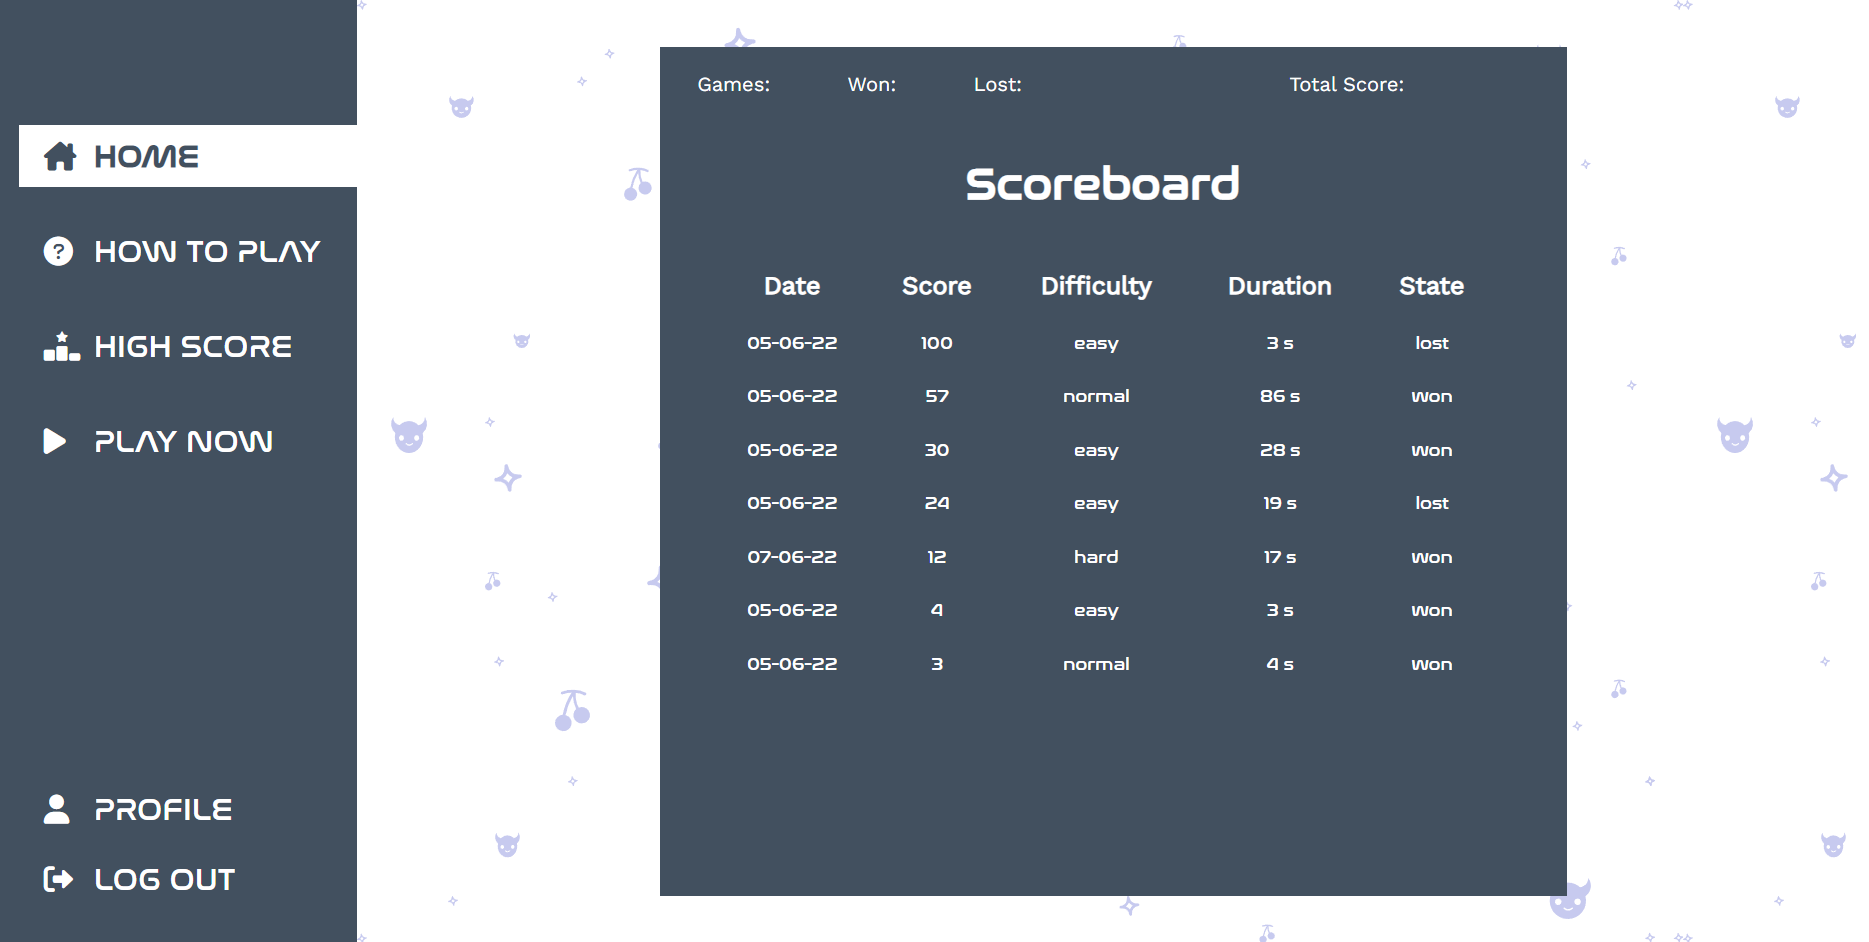 HOME
HOW TO PLAY
HIGH SCORE
PLAY NOW
PROFILE
LOG OUT
Games: Won: Lost: Total Score:
Scoreboard
Date Score Difficulty Duration State
05-06-22 100 easy 3 s lost
05-06-22 57 normal 86 s won
05-06-22 30 easy 28 s won
05-06-22 24 easy 19 s lost
07-06-22 12 hard 17 s won
05-06-22 4 easy 3 s won
05-06-22 3 normal 4 s won